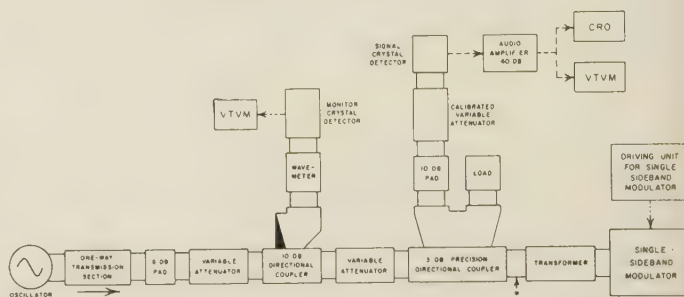 CRO
SIGNAL
CRYSTAL
DETECTOR
AUDIO
AMPLIFIER
40 DB
VTVM
VTVM
MONITOR
CRYSTAL
DETECTOR
CALIBRATED
VARIABLE
ATTENUATOR
WAVE-
METER
10 DB
PAD
LOAD
DRIVING UNIT
FOR SINGLE
SIDEBAND
MODULATOR
ONE-WAY
TRANSMISSION
SECTION
6 DB
PAD
VARIABLE
ATTENUATOR
10 DB
DIRECTIONAL
COUPLER
VARIABLE
ATTENUATOR
3 DB PRECISION
DIRECTIONAL COUPLER
TRANSFORMER
SINGLE-
SIDEBAND
MODULATOR
OSCILLATOR